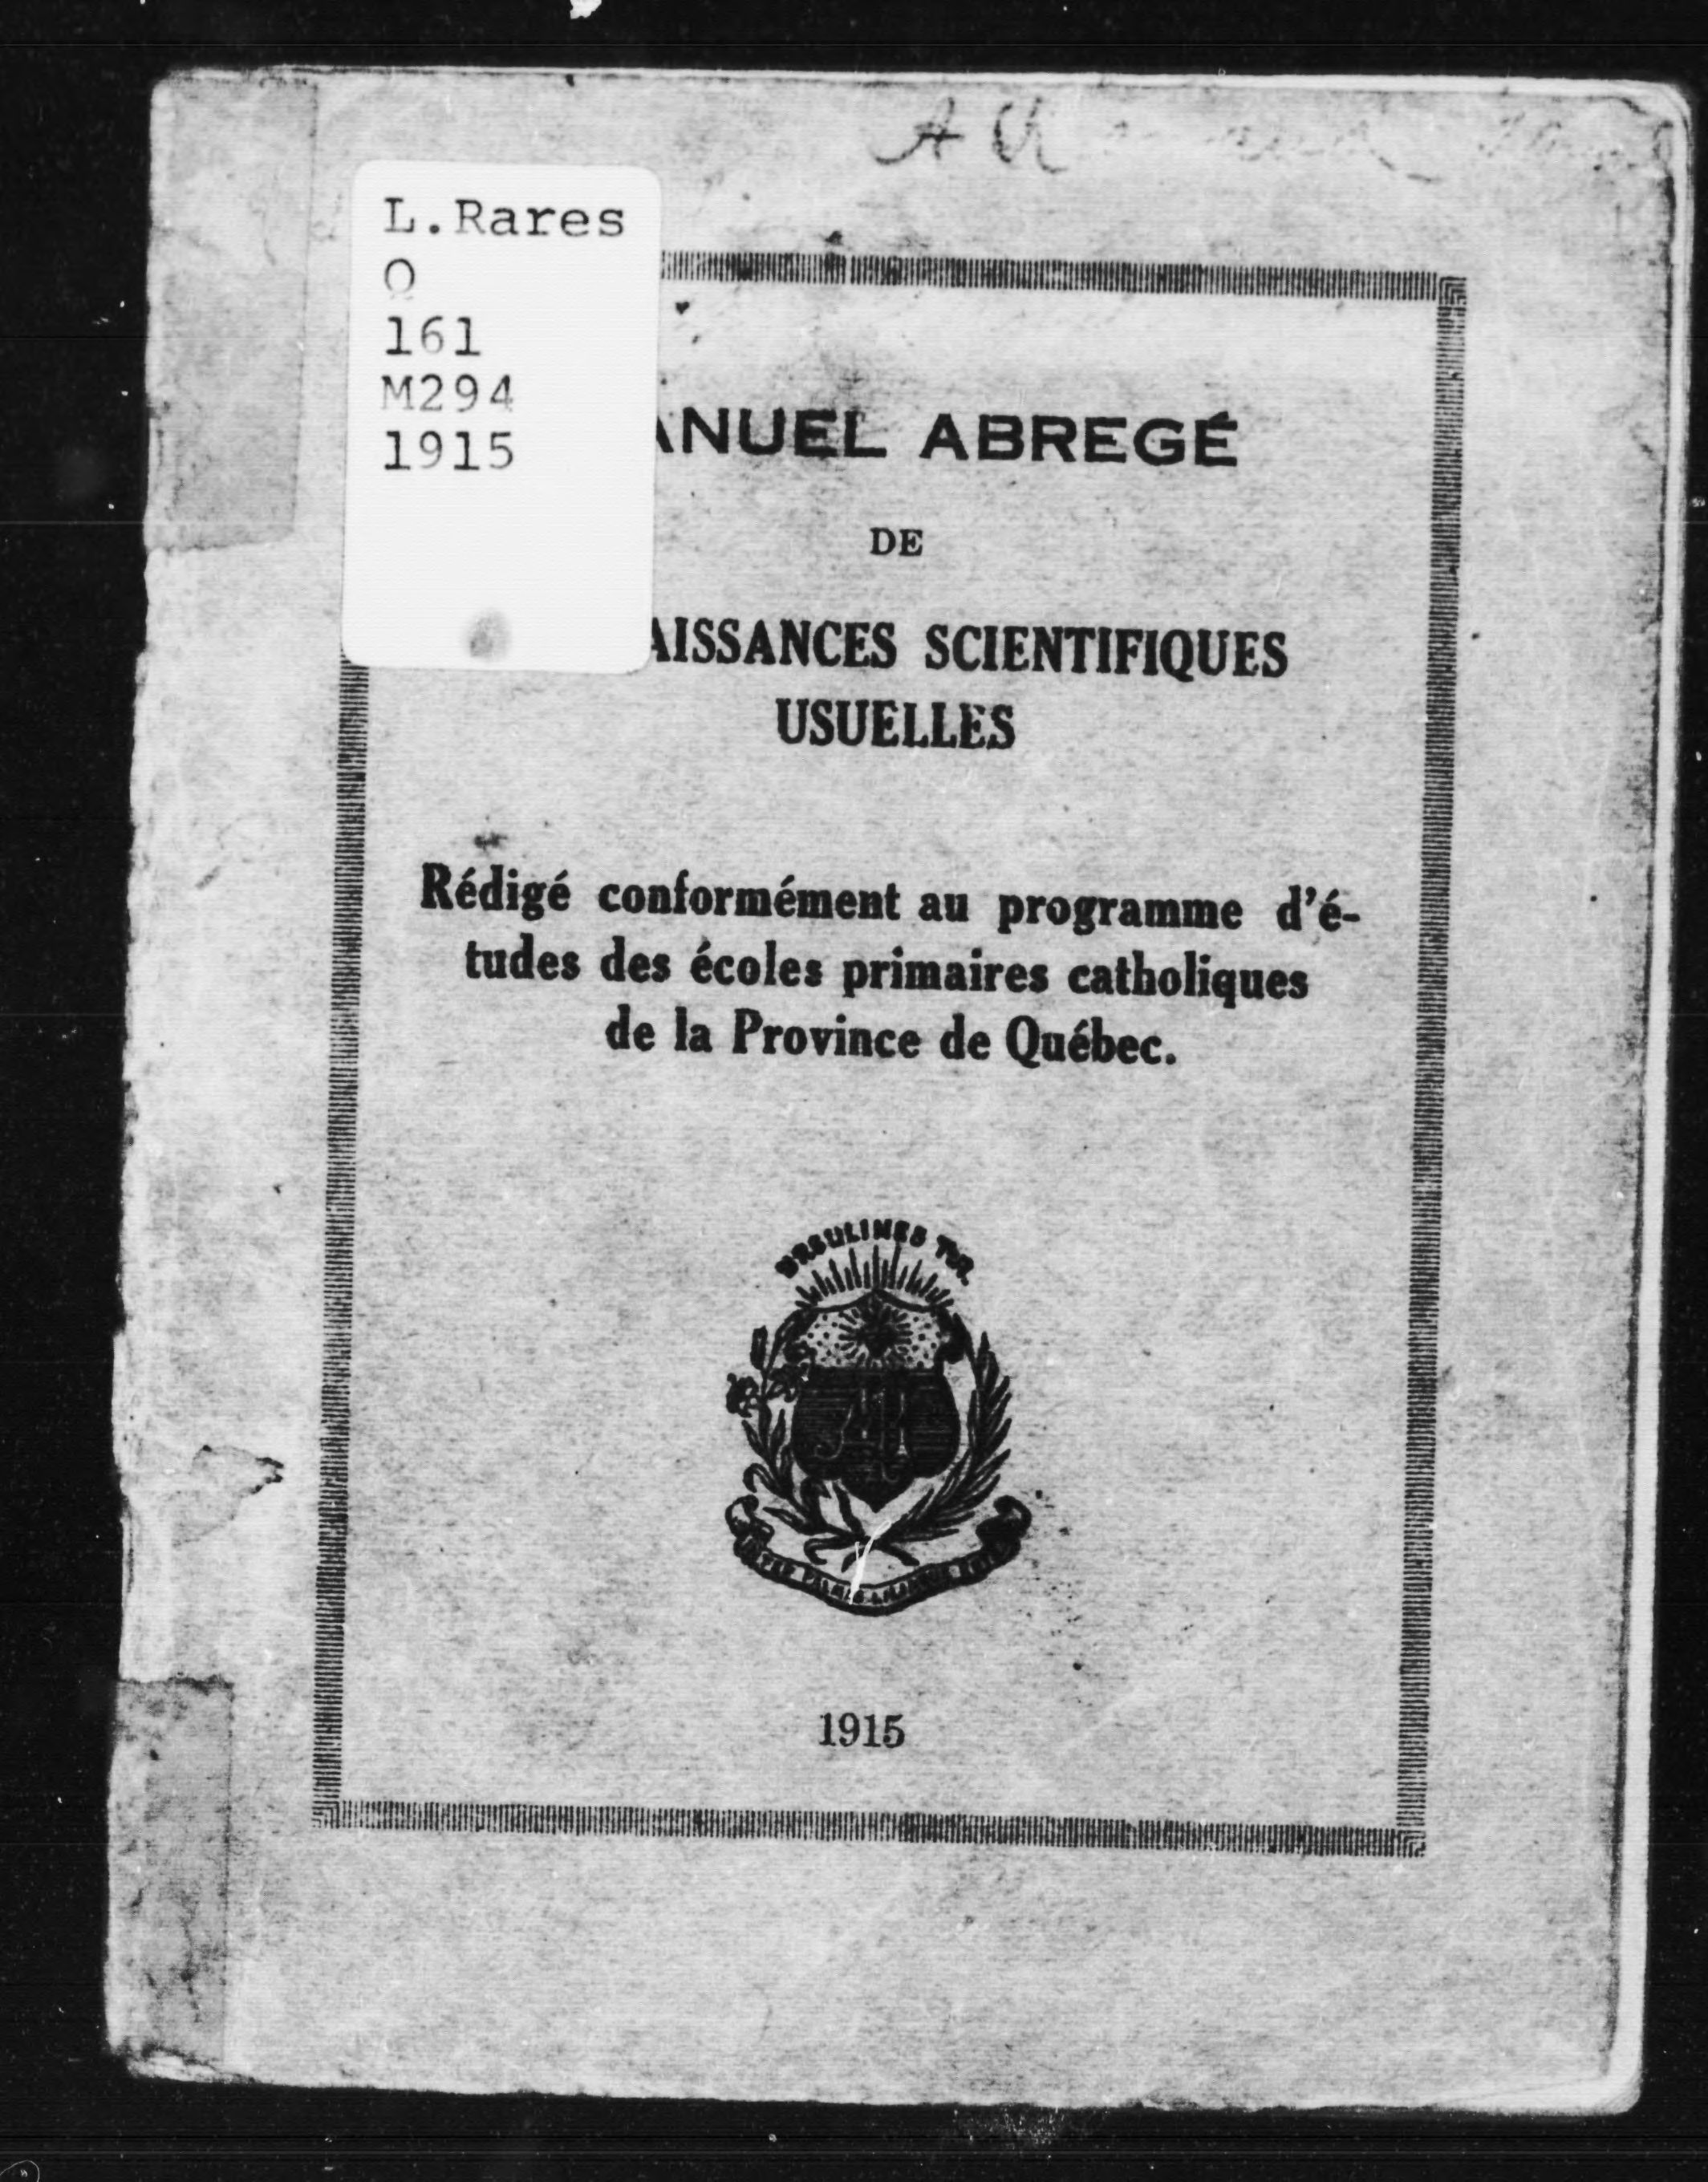 L.Rares
Q
161
M294
1915
ANUEL ABREGÉ
DE
AISSANCES SCIENTIFIQUES
USUELLES
Rédigé conformément au programme d'é-
tudes des écoles primaires catholiques
de la Province de Québec.
URSULINES T.-R.
1915